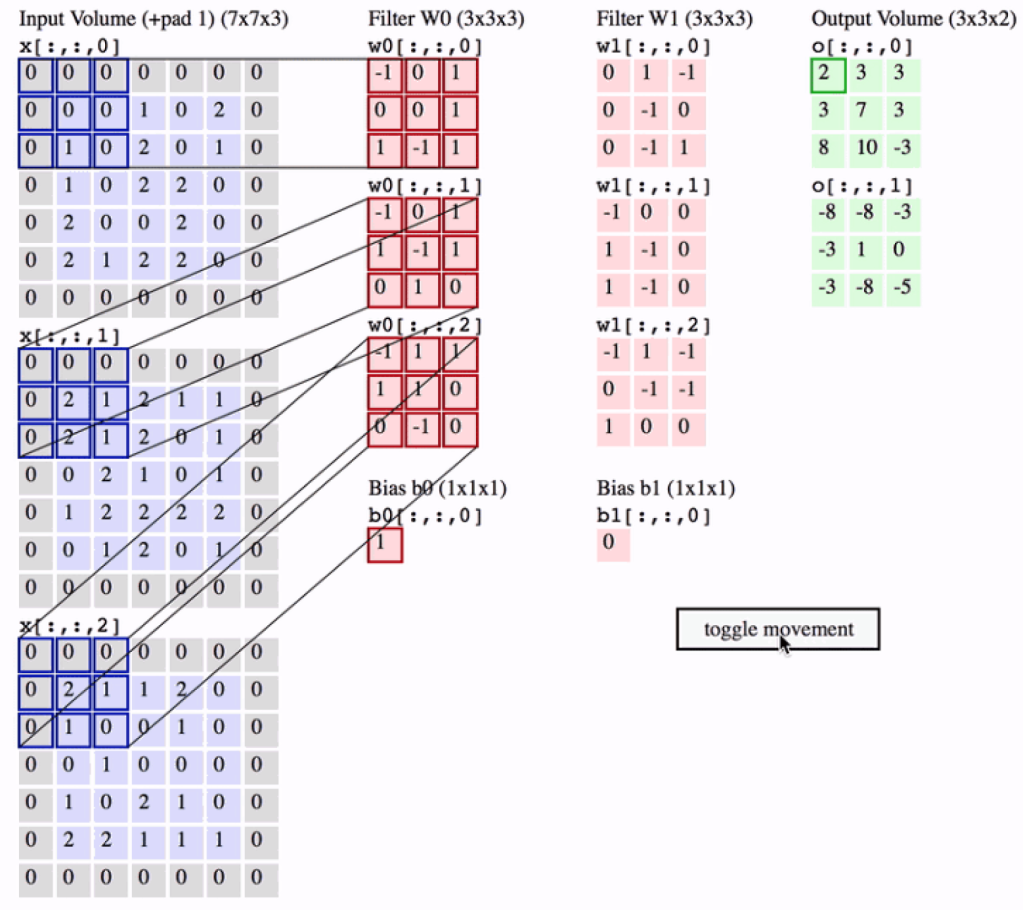 Input Volume (+pad 1) (7x7x3)
x[:,:,0]
0 0 0 0 0 0 0
0 0 0 1 0 2 0
0 1 0 2 0 1 0
0 1 0 2 2 0 0
0 2 0 0 2 0 0
0 2 1 2 2 0 0
0 0 0 0 0 0 0
x[:,:,1]
0 0 0 0 0 0 0
0 2 1 2 1 1 0
0 2 1 2 0 1 0
0 0 2 1 0 1 0
0 1 2 2 2 2 0
0 0 1 2 0 1 0
0 0 0 0 0 0 0
x[:,:,2]
0 0 0 0 0 0 0
0 2 1 1 2 0 0
0 1 0 0 1 0 0
0 0 1 0 0 0 0
0 1 0 2 1 0 0
0 2 2 1 1 1 0
0 0 0 0 0 0 0
Filter W0 (3x3x3)
w0[:,:,0]
-1 0 1
0 0 1
1 -1 1
w0[:,:,1]
-1 0 1
1 -1 1
0 1 0
w0[:,:,2]
-1 1 1
1 1 0
0 -1 0
Bias b0 (1x1x1)
b0[:,:,0]
1
Filter W1 (3x3x3)
w1[:,:,0]
0 1 -1
0 -1 0
0 -1 1
w1[:,:,1]
-1 0 0
1 -1 0
1 -1 0
w1[:,:,2]
-1 1 -1
0 -1 -1
1 0 0
Bias b1 (1x1x1)
b1[:,:,0]
0
Output Volume (3x3x2)
o[:,:,0]
2 3 3
3 7 3
8 10 -3
o[:,:,1]
-8 -8 -3
-3 1 0
-3 -8 -5
toggle movement